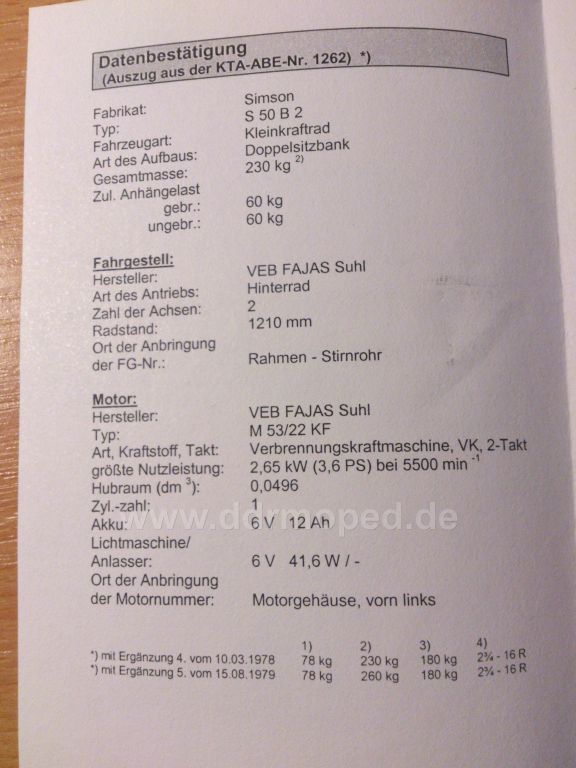 Datenbestätigung
(Auszug aus der KTA-ABE-Nr. 1262) *)
Fabrikat: Simson
Typ: S 50 B 2
Fahrzeugart: Kleinkraftrad
Art des Aufbaus: Doppelsitzbank
Gesamtmasse: 230 kg 2)
Zul. Anhängelast
gebr.: 60 kg
ungebr.: 60 kg
Fahrgestell:
Hersteller: VEB FAJAS Suhl
Art des Antriebs: Hinterrad
Zahl der Achsen: 2
Radstand: 1210 mm
Ort der Anbringung
der FG-Nr.: Rahmen - Stirnrohr
Motor:
Hersteller: VEB FAJAS Suhl
Typ: M 53/22 KF
Art, Kraftstoff, Takt: Verbrennungskraftmaschine, VK, 2-Takt
größte Nutzleistung: 2,65 kW (3,6 PS) bei 5500 min -1
Hubraum (dm 3): 0,0496
Zyl.-zahl: 1
www.ddrmoped.de
Akku: 6 V 12 Ah
Lichtmaschine/
Anlasser: 6 V 41,6 W / -
Ort der Anbringung
der Motornummer: Motorgehäuse, vorn links
1) 2) 3) 4)
*) mit Ergänzung 4. vom 10.03.1978 78 kg 230 kg 180 kg 2¾ - 16 R
*) mit Ergänzung 5. vom 15.08.1979 78 kg 260 kg 180 kg 2¾ - 16 R